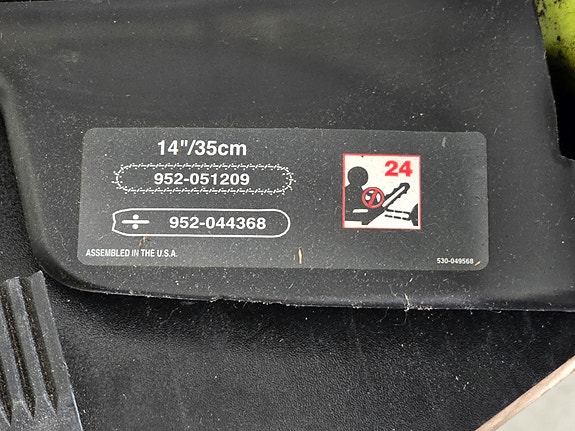 14"/35cm
952-051209
24
952-044368
ASSEMBLED IN THE U.S.A.
530-049568